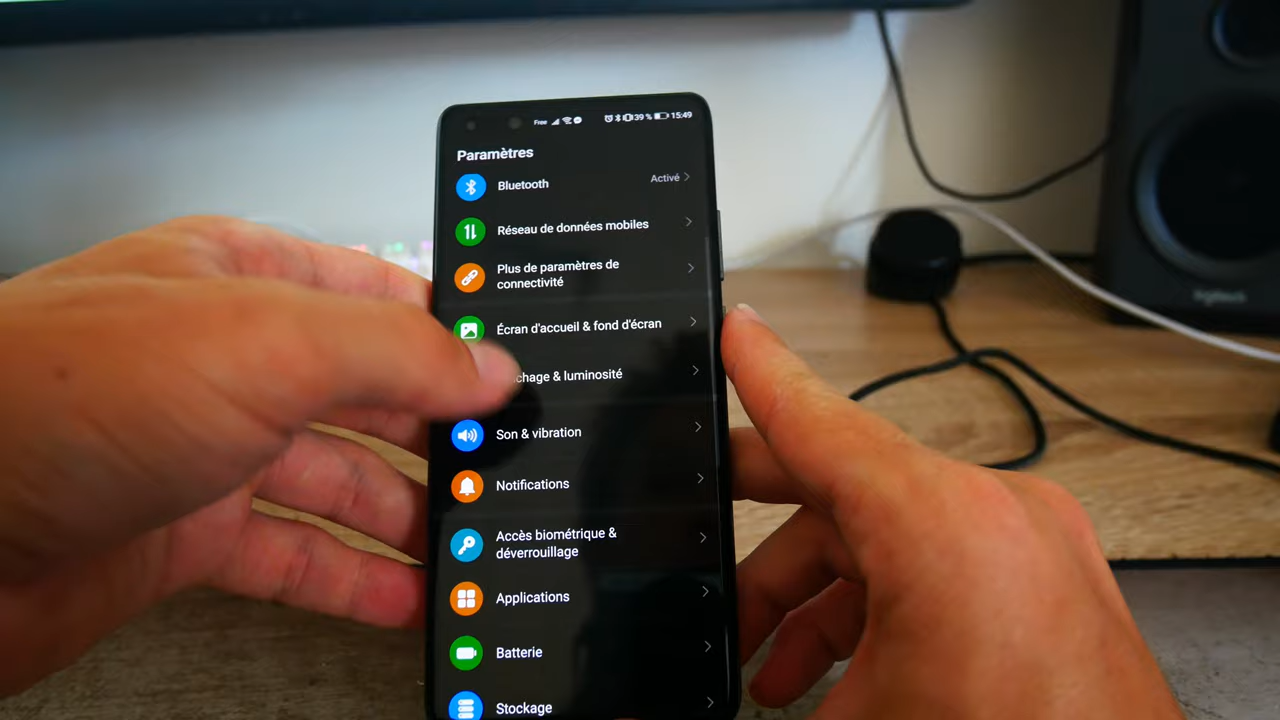 Free 39 % 15:49
Paramètres
Bluetooth Activé
Réseau de données mobiles
Plus de paramètres de
connectivité
Écran d'accueil & fond d'écran
chage & luminosité
Son & vibration
Notifications
Accès biométrique &
déverrouillage
Applications
Batterie
Stockage
logitech